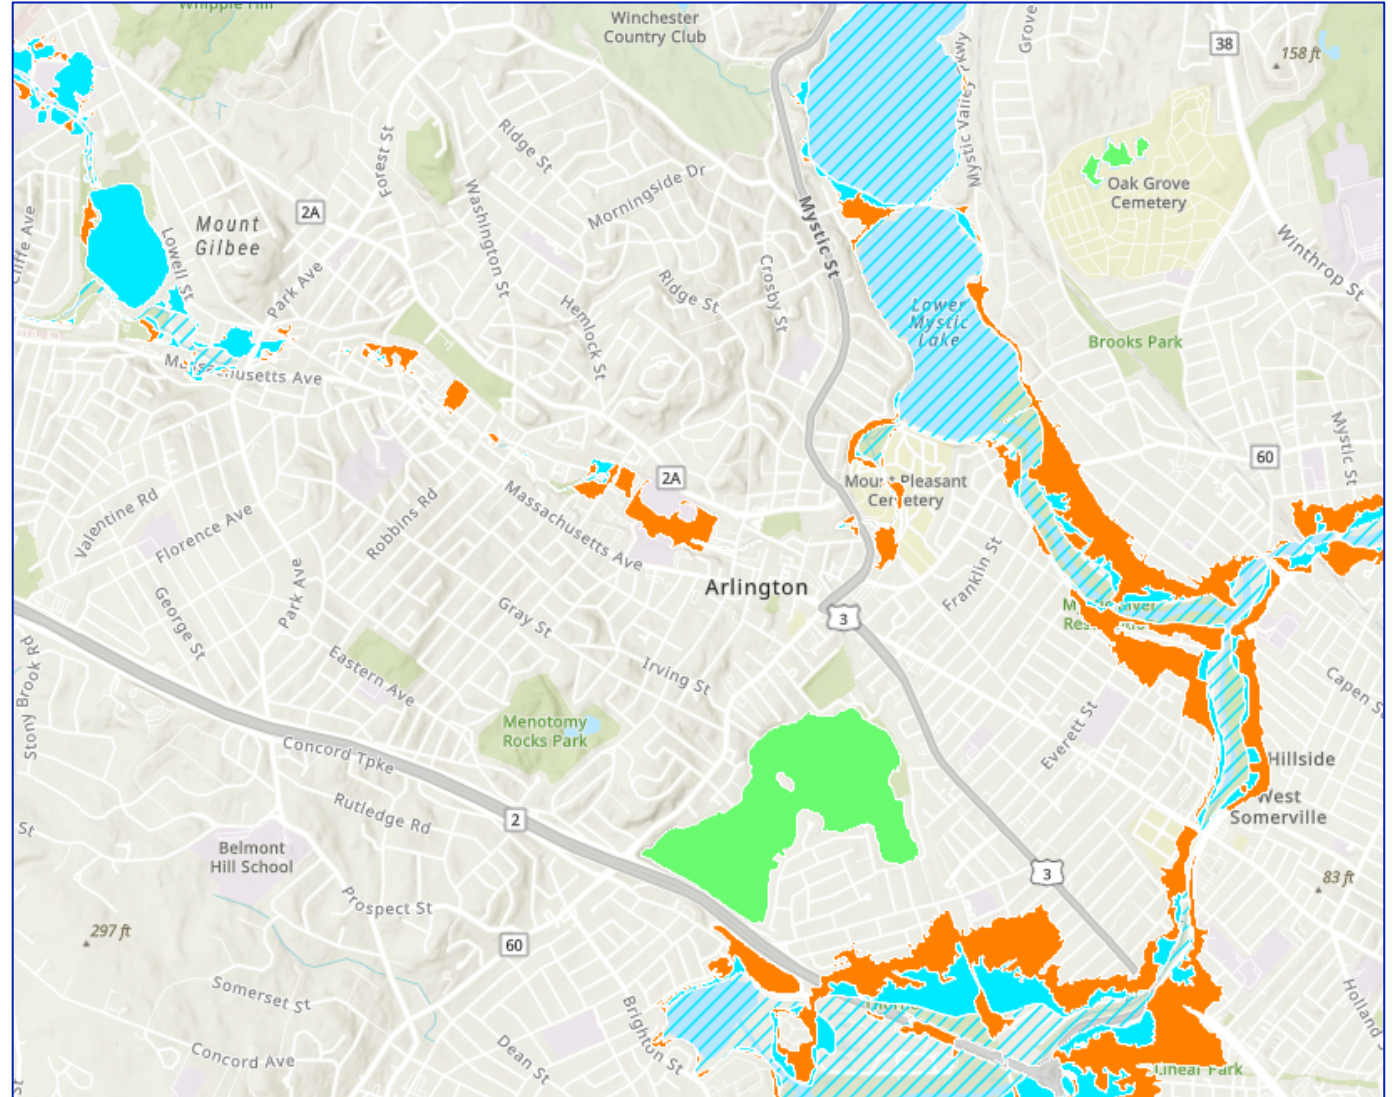 Whipple Hill
Winchester
Country Club
Grove
38
158 ft
Mystic Valley Pkwy
Forest St
Ridge St
Oak Grove
Cemetery
2A
Mount
Gilbee
Washington St
Morningside Dr
Mystic St
Cliffe Ave
Lowell St
Park Ave
Winthrop St
Crosby St
Ridge St
Hemlock St
Lower
Mystic
Lake
Brooks Park
Massachusetts Ave
Mystic St
60
2A
Mount Pleasant
Cemetery
Valentine Rd
Florence Ave
Robbins Rd
Massachusetts Ave
Arlington
Franklin St
Park Ave
George St
Gray St
3
Mystic River
Stony Brook Rd
Eastern Ave
Irving St
Capen S
Menotomy
Rocks Park
Everett St
Concord Tpke
Hillside
West
Somerville
2
Rutledge Rd
St
Belmont
Hill School
3
83 ft
Prospect St
297 ft
60
Somerset St
Brighton St
Holland
Concord Ave
Dean St
Linear Park
St